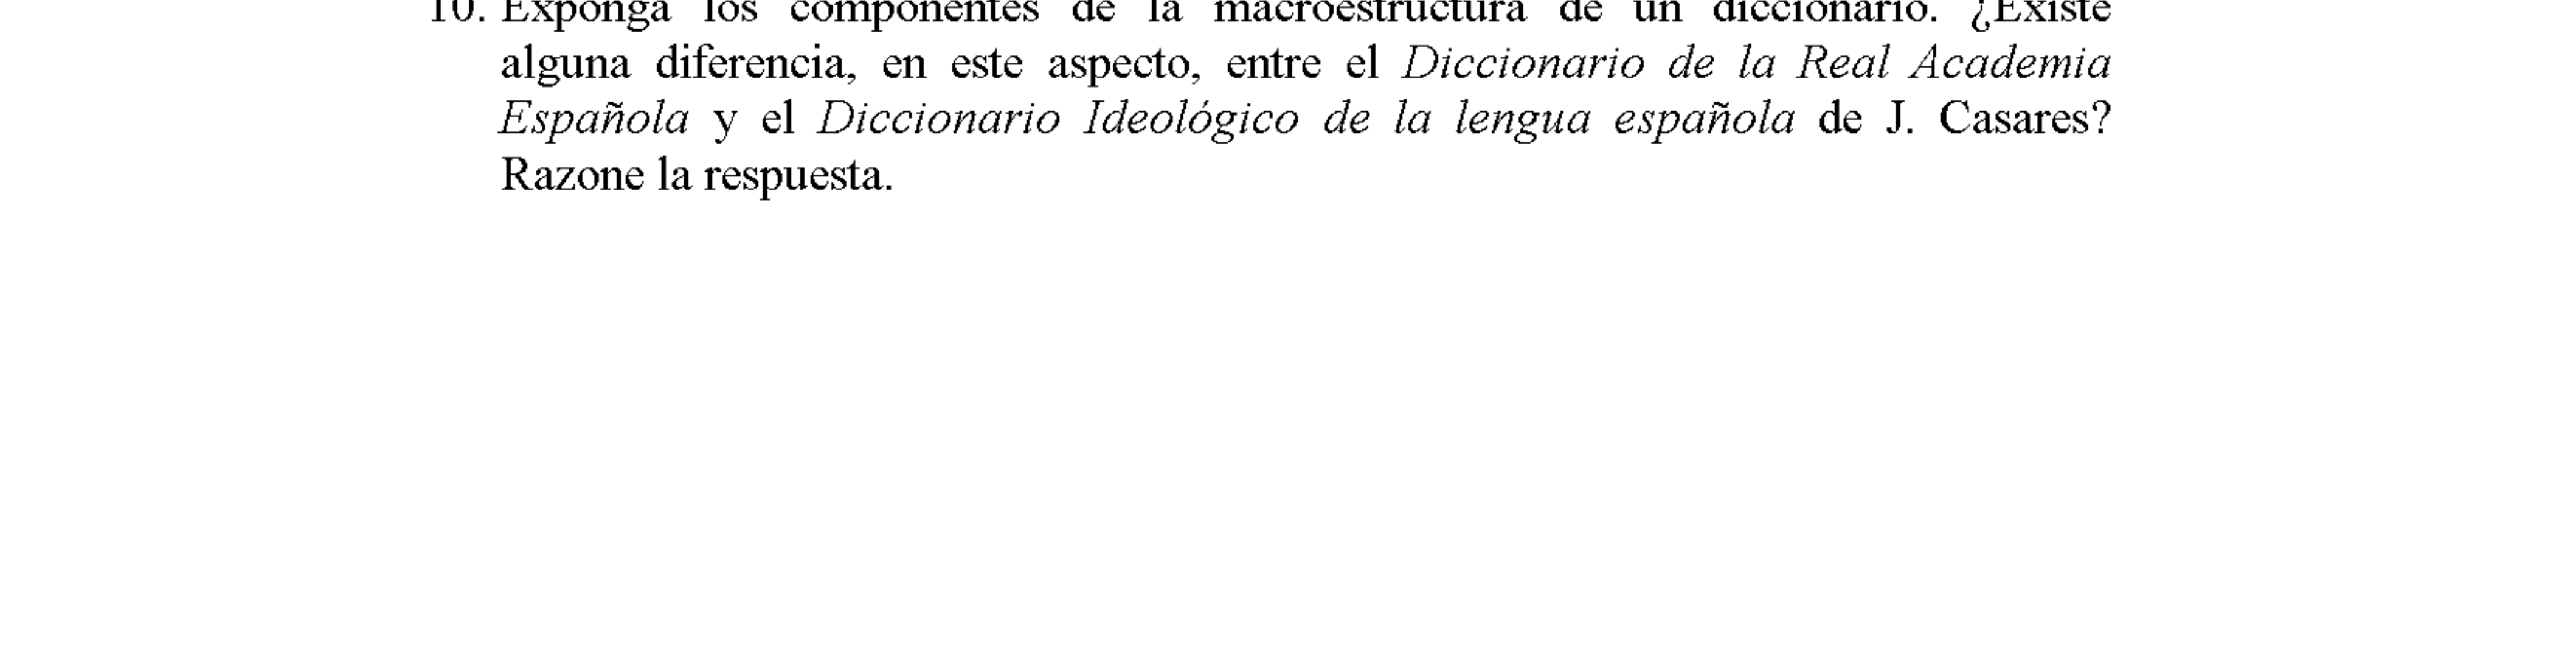 10. Exponga los componentes de la macroestructura de un diccionario. ¿Existe
alguna diferencia, en este aspecto, entre el Diccionario de la Real Academia
Española y el Diccionario Ideológico de la lengua española de J. Casares?
Razone la respuesta.